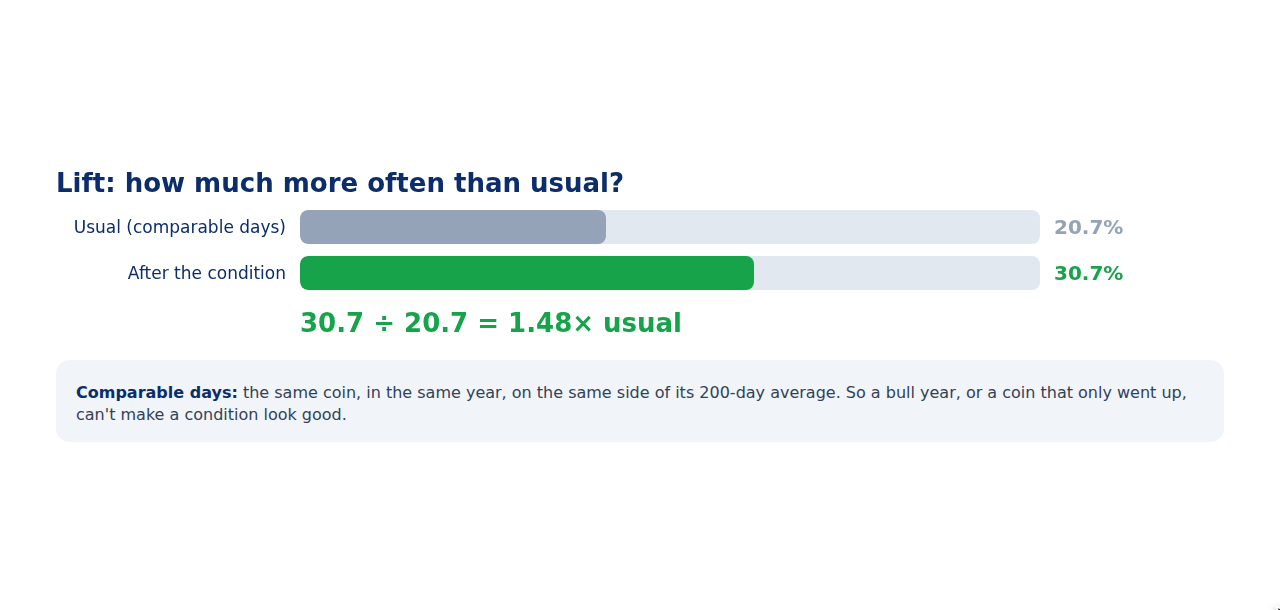 Lift: how much more often than usual?
Usual (comparable days) 20.7%
After the condition 30.7%
30.7 ÷ 20.7 = 1.48× usual
Comparable days: the same coin, in the same year, on the same side of its 200-day average. So a bull year, or a coin that only went up,
can't make a condition look good.